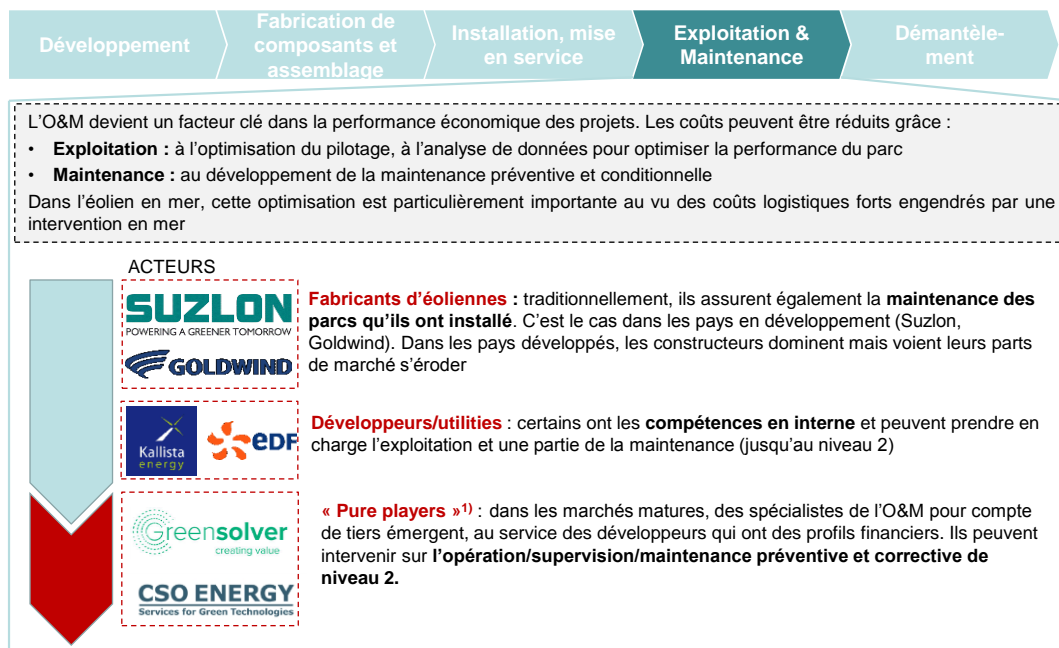 Développement
Fabrication de
composants et
assemblage
Installation, mise
en service
Exploitation &
Maintenance
Démantèle-
ment
L'O&M devient un facteur clé dans la performance économique des projets. Les coûts peuvent être réduits grâce :
• Exploitation : à l'optimisation du pilotage, à l'analyse de données pour optimiser la performance du parc
• Maintenance : au développement de la maintenance préventive et conditionnelle
Dans l'éolien en mer, cette optimisation est particulièrement importante au vu des coûts logistiques forts engendrés par une
intervention en mer
ACTEURS
SUZLON
POWERING A GREENER TOMORROW
GOLDWIND
Fabricants d'éoliennes : traditionnellement, ils assurent également la maintenance des
parcs qu'ils ont installé. C'est le cas dans les pays en développement (Suzlon,
Goldwind). Dans les pays développés, les constructeurs dominent mais voient leurs parts
de marché s'éroder
Kallista
energy
eDF
Développeurs/utilities : certains ont les compétences en interne et peuvent prendre en
charge l'exploitation et une partie de la maintenance (jusqu'au niveau 2)
Greensolver
creating value
CSO ENERGY
Services for Green Technologies
« Pure players »1) : dans les marchés matures, des spécialistes de l'O&M pour compte
de tiers émergent, au service des développeurs qui ont des profils financiers. Ils peuvent
intervenir sur l'opération/supervision/maintenance préventive et corrective de
niveau 2.